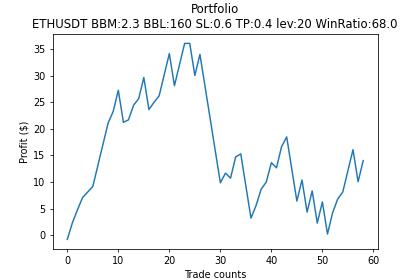 Portfolio
ETHUSDT BBM:2.3 BBL:160 SL:0.6 TP:0.4 lev:20 WinRatio:68.0
35
30
25
20
15
10
5
0
Profit ($)
0 10 20 30 40 50 60
Trade counts